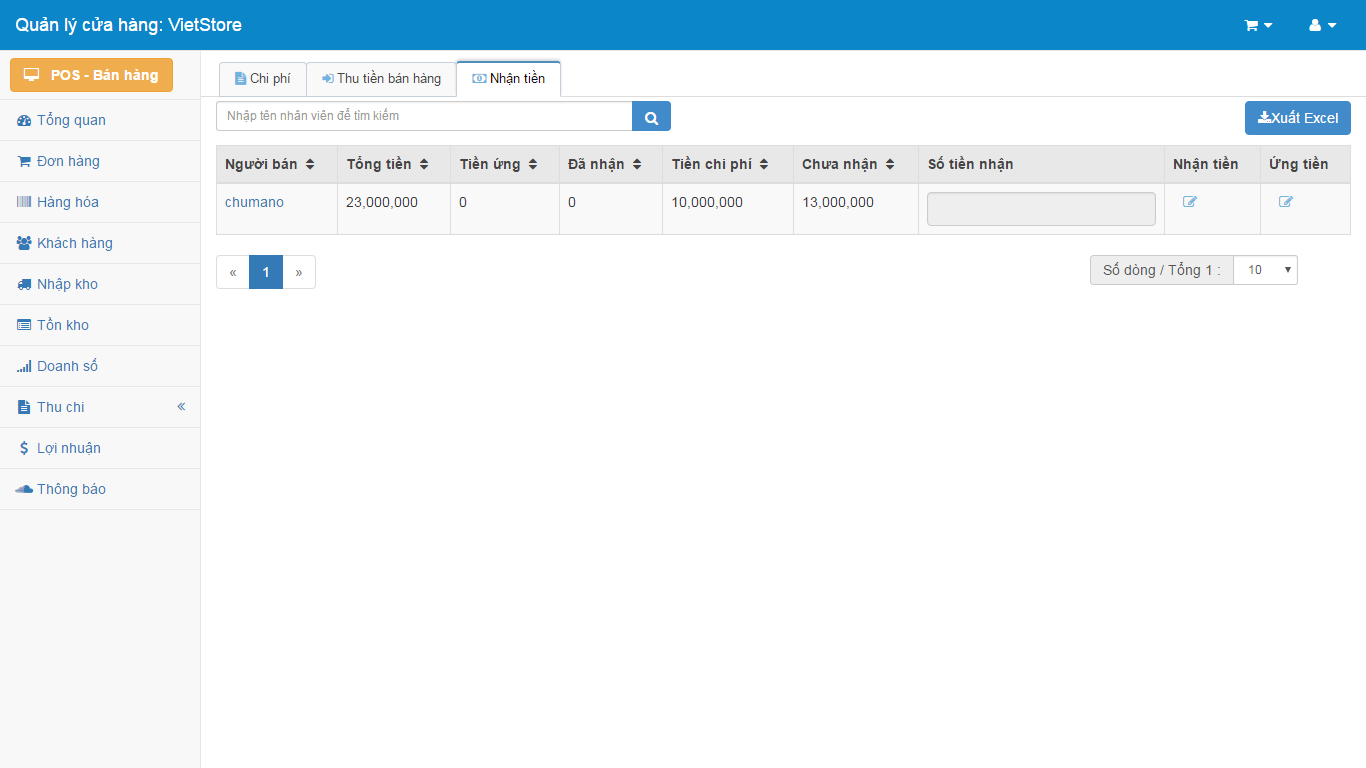 Quản lý cửa hàng: VietStore
POS - Bán hàng
Tổng quan
Đơn hàng
Hàng hóa
Khách hàng
Nhập kho
Tồn kho
Doanh số
Thu chi
Lợi nhuận
Thông báo
Chi phí Thu tiền bán hàng Nhận tiền
Nhập tên nhân viên để tìm kiếm Xuất Excel
Người bán Tổng tiền Tiền ứng Đã nhận Tiền chi phí Chưa nhận Số tiền nhận Nhận tiền Ứng tiền
chumano 23,000,000 0 0 10,000,000 13,000,000
« 1 » Số dòng / Tổng 1 : 10